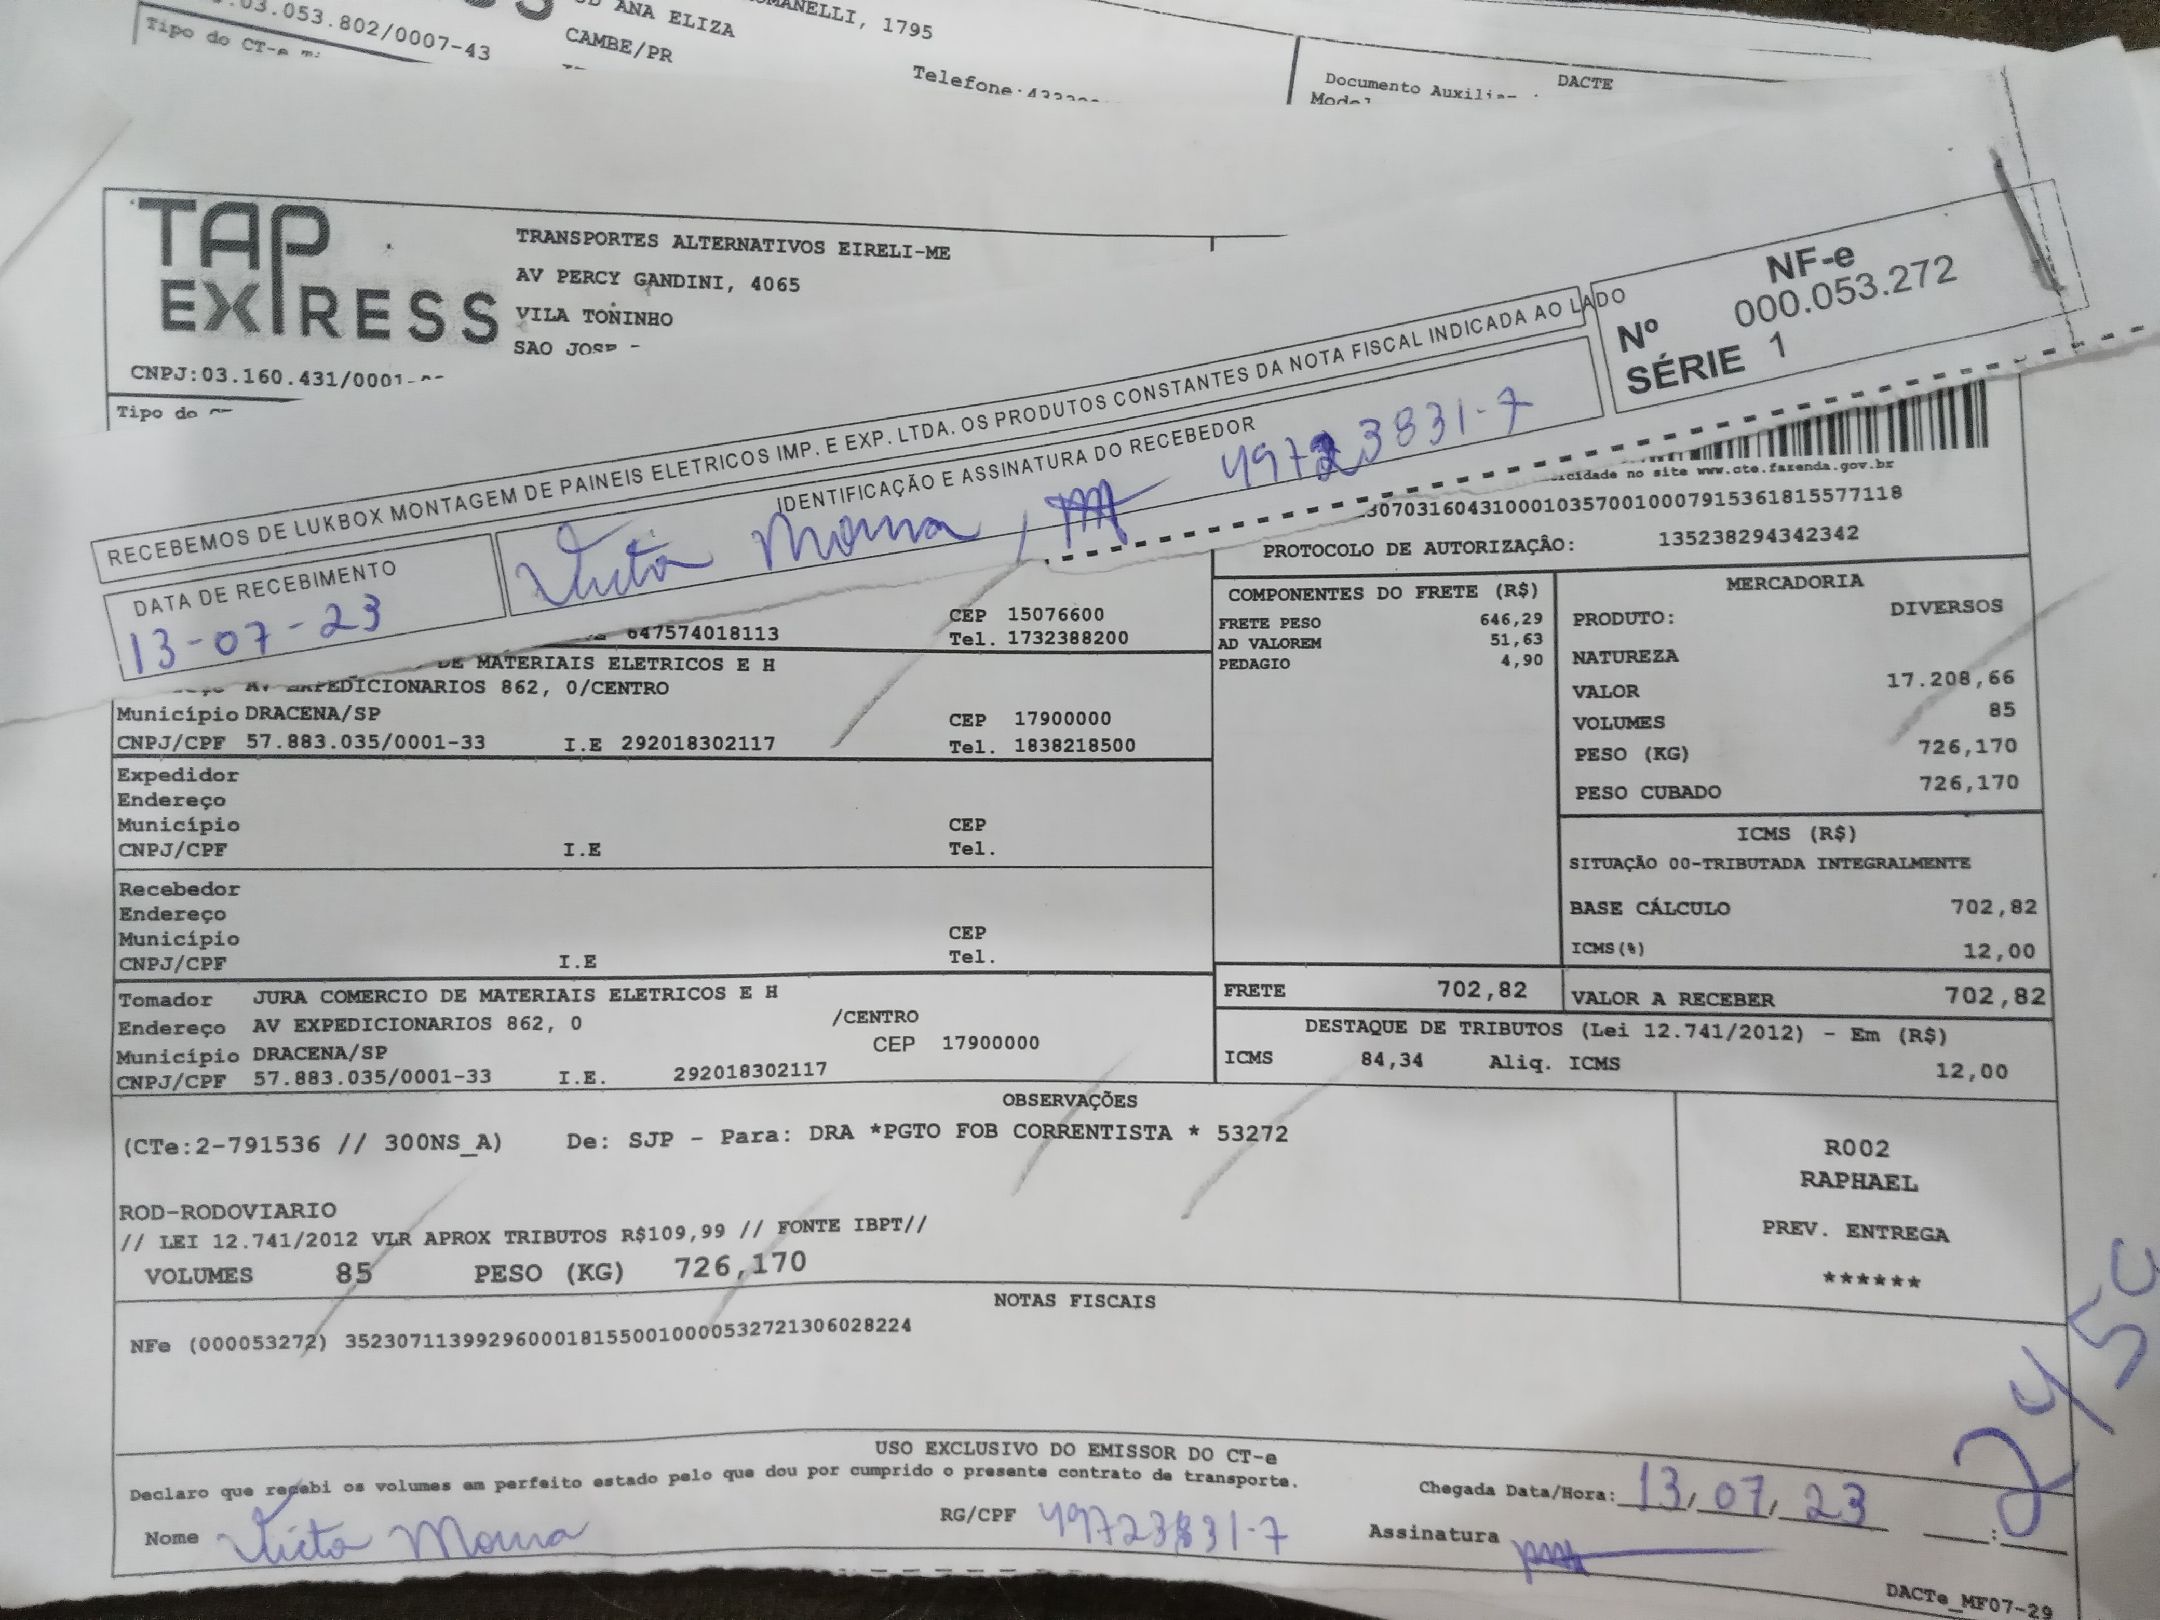 .03.053.802/0007-43
ANA ELIZA
MANELLI, 1795
CAMBE/PR
Tipo do CT-e
DACTE
Documento
TAP EXPRESS
TRANSPORTES ALTERNATIVOS EIRELI-ME
AV PERCY GANDINI, 4065
VILA TONINHO
SAO JOSE
CNPJ:03.160.431/0001-
Tipo do
NF-e
Nº 000.053.272
SÉRIE 1
RECEBEMOS DE LUKBOX MONTAGEM DE PAINEIS ELETRICOS IMP. E EXP. LTDA. OS PRODUTOS CONSTANTES DA NOTA FISCAL INDICADA AO LADO
DATA DE RECEBIMENTO
13-07-23
IDENTIFICAÇÃO E ASSINATURA DO RECEBEDOR
49723831-7
no site www.cte.fazenda.gov.br
30703160431000103570010007915361815577118
PROTOCOLO DE AUTORIZAÇÃO: 135238294342342
647574018113
CEP 15076600
Tel. 1732388200
DE MATERIAIS ELETRICOS E H
AV EXPEDICIONARIOS 862, 0/CENTRO
Município DRACENA/SP CEP 17900000
CNPJ/CPF 57.883.035/0001-33 I.E 292018302117 Tel. 1838218500
Expedidor
Endereço
Município CEP
CNPJ/CPF I.E Tel.
Recebedor
Endereço
Município CEP
CNPJ/CPF I.E Tel.
Tomador JURA COMERCIO DE MATERIAIS ELETRICOS E H
Endereço AV EXPEDICIONARIOS 862, 0 /CENTRO
Município DRACENA/SP CEP 17900000
CNPJ/CPF 57.883.035/0001-33 I.E. 292018302117
COMPONENTES DO FRETE (R$)
FRETE PESO 646,29
AD VALOREM 51,63
PEDAGIO 4,90
MERCADORIA
PRODUTO: DIVERSOS
NATUREZA
VALOR 17.208,66
VOLUMES 85
PESO (KG) 726,170
PESO CUBADO 726,170
ICMS (R$)
SITUAÇÃO 00-TRIBUTADA INTEGRALMENTE
BASE CÁLCULO 702,82
ICMS(%) 12,00
FRETE 702,82 VALOR A RECEBER 702,82
DESTAQUE DE TRIBUTOS (Lei 12.741/2012) - Em (R$)
ICMS 84,34 Aliq. ICMS 12,00
OBSERVAÇÕES
(CTe:2-791536 // 300NS_A) De: SJP - Para: DRA *PGTO FOB CORRENTISTA * 53272
ROD-RODOVIARIO
// LEI 12.741/2012 VLR APROX TRIBUTOS R$109,99 // FONTE IBPT//
VOLUMES 85 PESO (KG) 726,170
R002
RAPHAEL
PREV. ENTREGA
******
NOTAS FISCAIS
NFe (000053272) 35230711399296000181550010000532721306028224
USO EXCLUSIVO DO EMISSOR DO CT-e
Declaro que recebi os volumes em perfeito estado pelo que dou por cumprido o presente contrato de transporte.
Chegada Data/Hora: 13/07/23 :
Nome
RG/CPF 49723831-7
Assinatura
DACTe_MF07-29